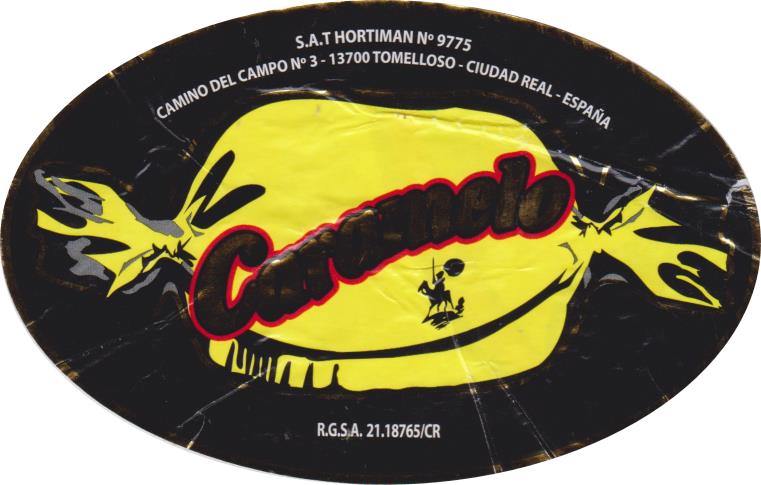 S.A.T HORTIMAN Nº 9775
CAMINO DEL CAMPO Nº 3 - 13700 TOMELLOSO - CIUDAD REAL - ESPAÑA
Caramelo
R.G.S.A. 21.18765/CR